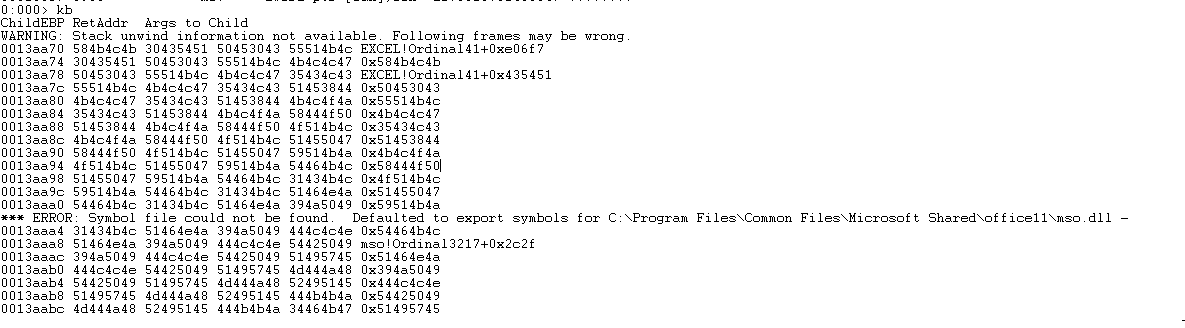 0:000> kb
ChildEBP RetAddr  Args to Child
WARNING: Stack unwind information not available. Following frames may be wrong.
0013aa70 584b4c4b 30435451 50453043 55514b4c EXCEL!Ordinal41+0xe06f7
0013aa74 30435451 50453043 55514b4c 4b4c4c47 0x584b4c4b
0013aa78 50453043 55514b4c 4b4c4c47 35434c43 EXCEL!Ordinal41+0x435451
0013aa7c 55514b4c 4b4c4c47 35434c43 51453844 0x50453043
0013aa80 4b4c4c47 35434c43 51453844 4b4c4f4a 0x55514b4c
0013aa84 35434c43 51453844 4b4c4f4a 58444f50 0x4b4c4c47
0013aa88 51453844 4b4c4f4a 58444f50 4f514b4c 0x35434c43
0013aa8c 4b4c4f4a 58444f50 4f514b4c 51455047 0x51453844
0013aa90 58444f50 4f514b4c 51455047 59514b4a 0x4b4c4f4a
0013aa94 4f514b4c 51455047 59514b4a 54464b4c 0x58444f50
0013aa98 51455047 59514b4a 54464b4c 31434b4c 0x4f514b4c
0013aa9c 59514b4a 54464b4c 31434b4c 51464e4a 0x51455047
0013aaa0 54464b4c 31434b4c 51464e4a 394a5049 0x59514b4a
*** ERROR: Symbol file could not be found.  Defaulted to export symbols for C:\Program Files\Common Files\Microsoft Shared\office11\mso.dll -
0013aaa4 31434b4c 51464e4a 394a5049 444c4c4e 0x54464b4c
0013aaa8 51464e4a 394a5049 444c4c4e 54425049 mso!Ordinal3217+0x2c2f
0013aaac 394a5049 444c4c4e 54425049 51495745 0x51464e4a
0013aab0 444c4c4e 54425049 51495745 4d444a48 0x394a5049
0013aab4 54425049 51495745 4d444a48 52495145 0x444c4c4e
0013aab8 51495745 4d444a48 52495145 444b4b4a 0x54425049
0013aabc 4d444a48 52495145 444b4b4a 34464b47 0x51495745